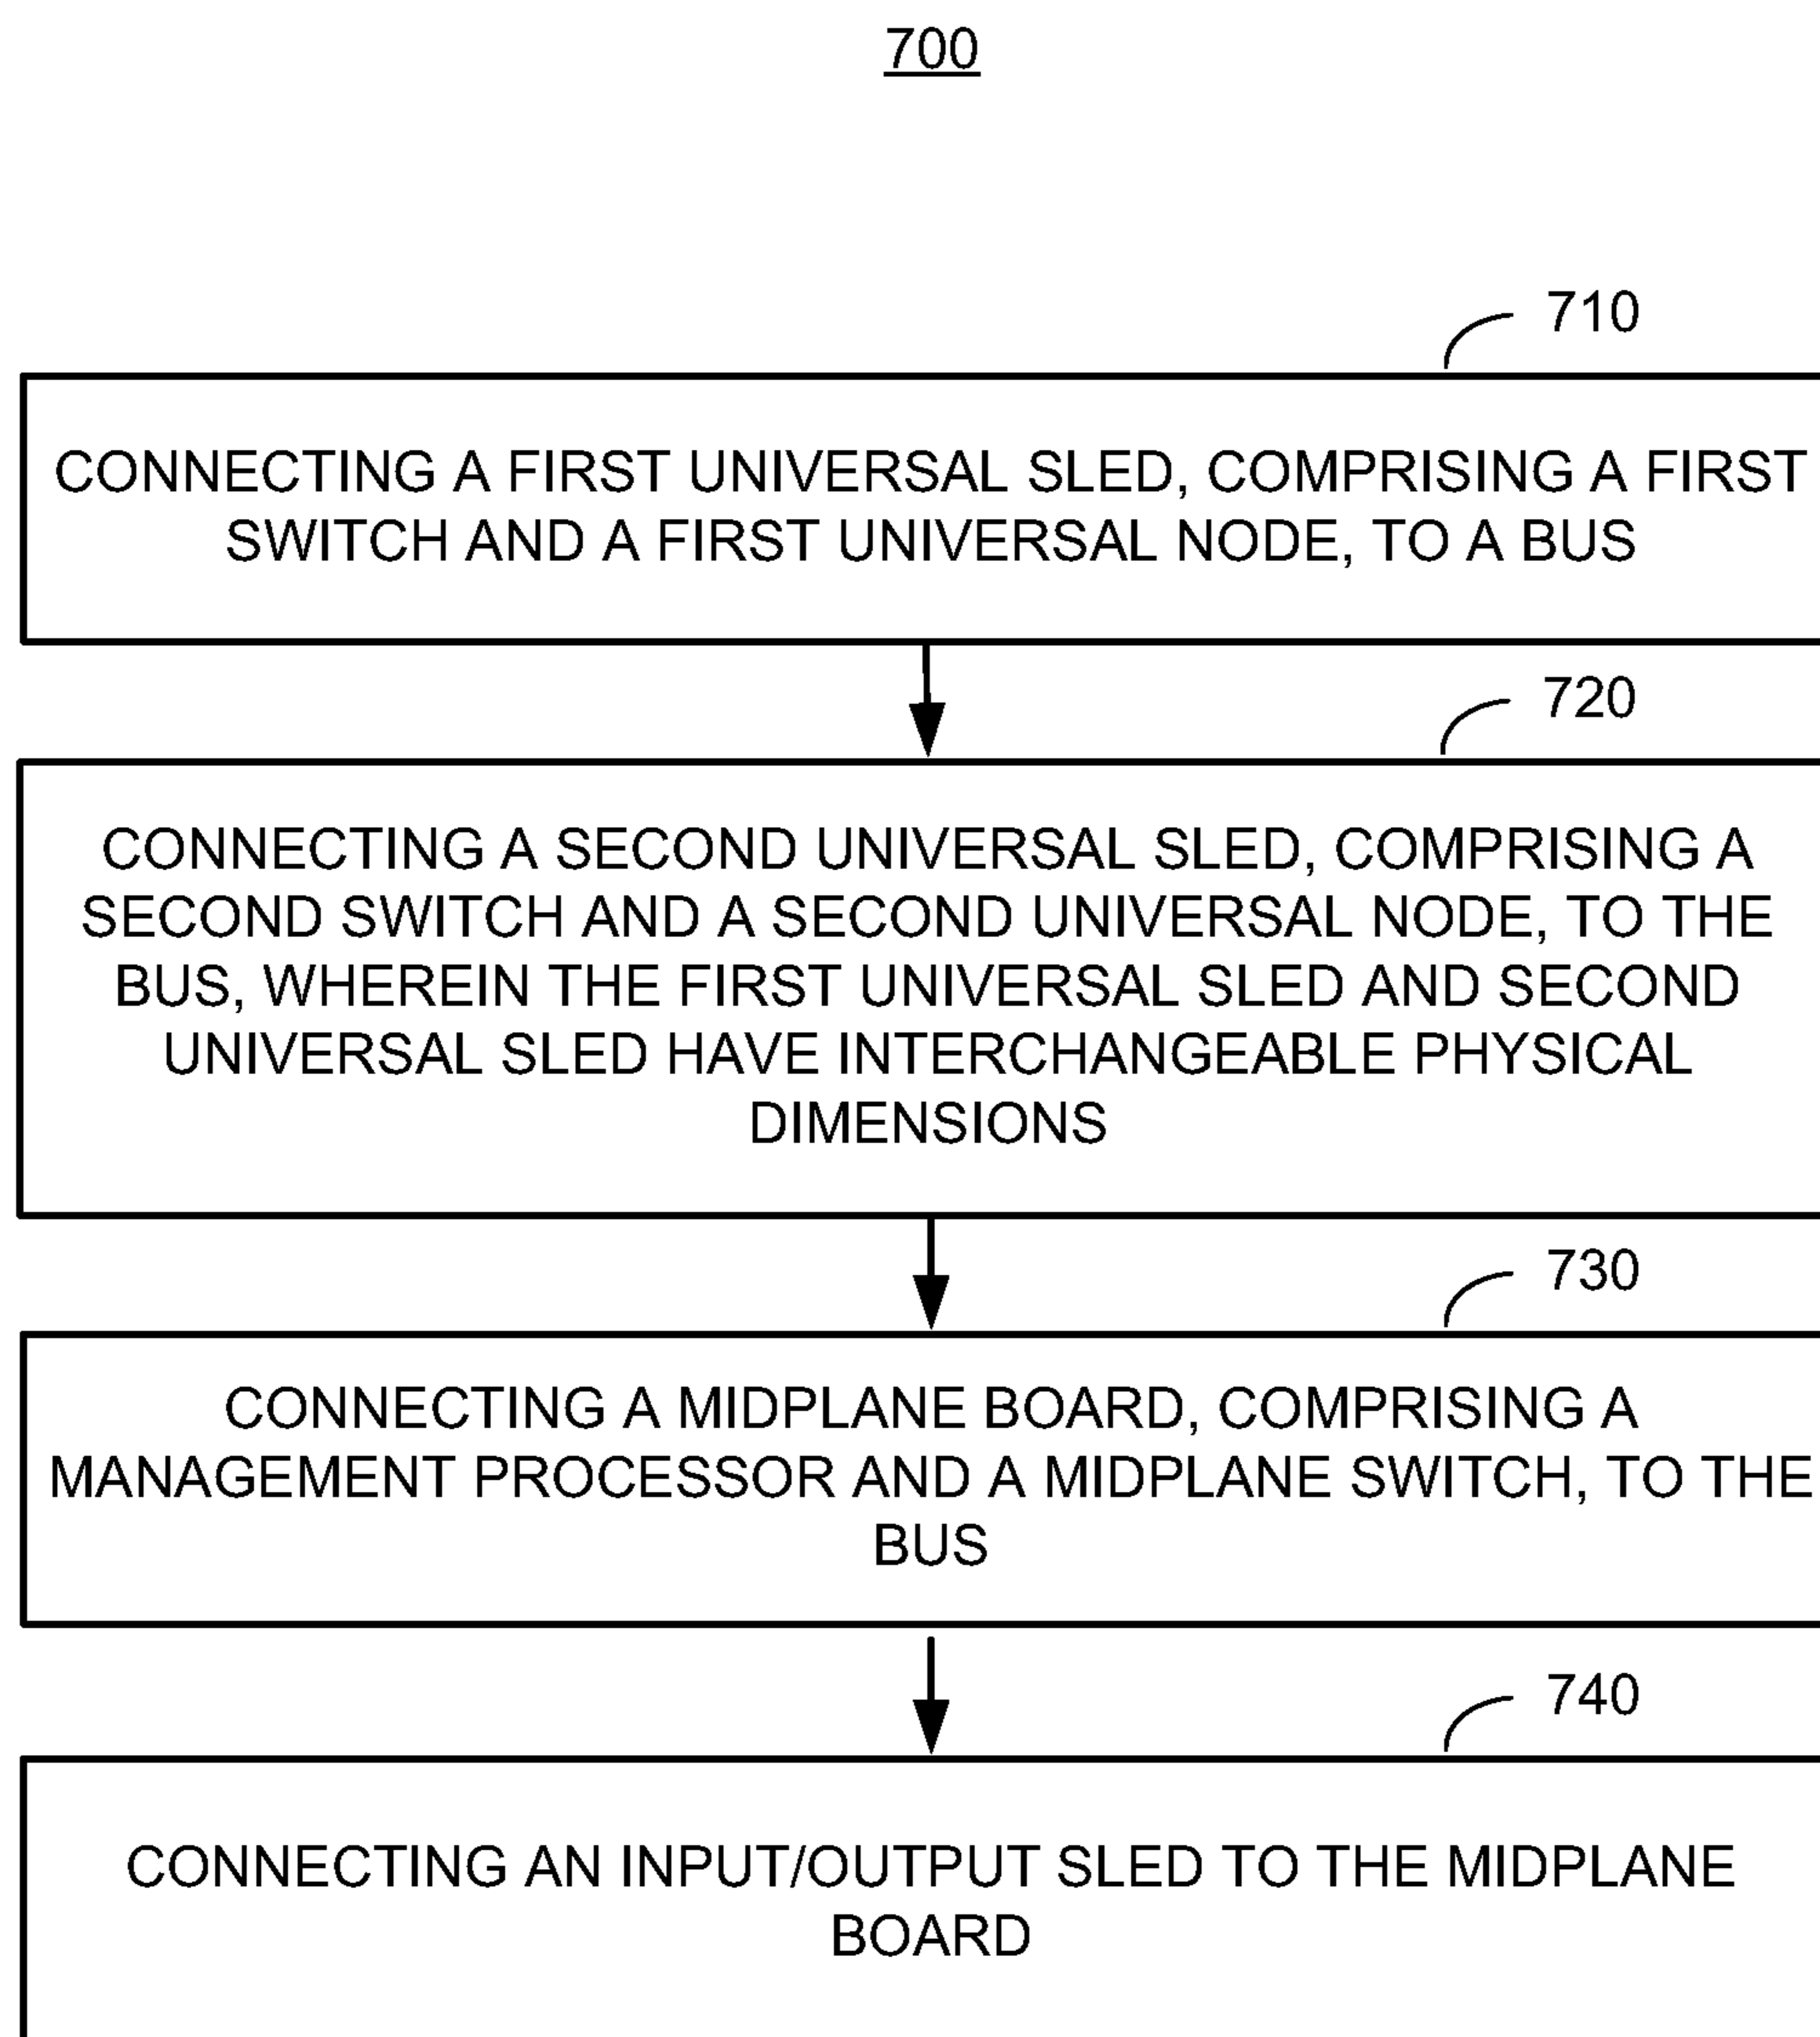 700
710
CONNECTING A FIRST UNIVERSAL SLED, COMPRISING A FIRST
SWITCH AND A FIRST UNIVERSAL NODE, TO A BUS
720
CONNECTING A SECOND UNIVERSAL SLED, COMPRISING A
SECOND SWITCH AND A SECOND UNIVERSAL NODE, TO THE
BUS, WHEREIN THE FIRST UNIVERSAL SLED AND SECOND
UNIVERSAL SLED HAVE INTERCHANGEABLE PHYSICAL
DIMENSIONS
730
CONNECTING A MIDPLANE BOARD, COMPRISING A
MANAGEMENT PROCESSOR AND A MIDPLANE SWITCH, TO THE
BUS
740
CONNECTING AN INPUT/OUTPUT SLED TO THE MIDPLANE
BOARD